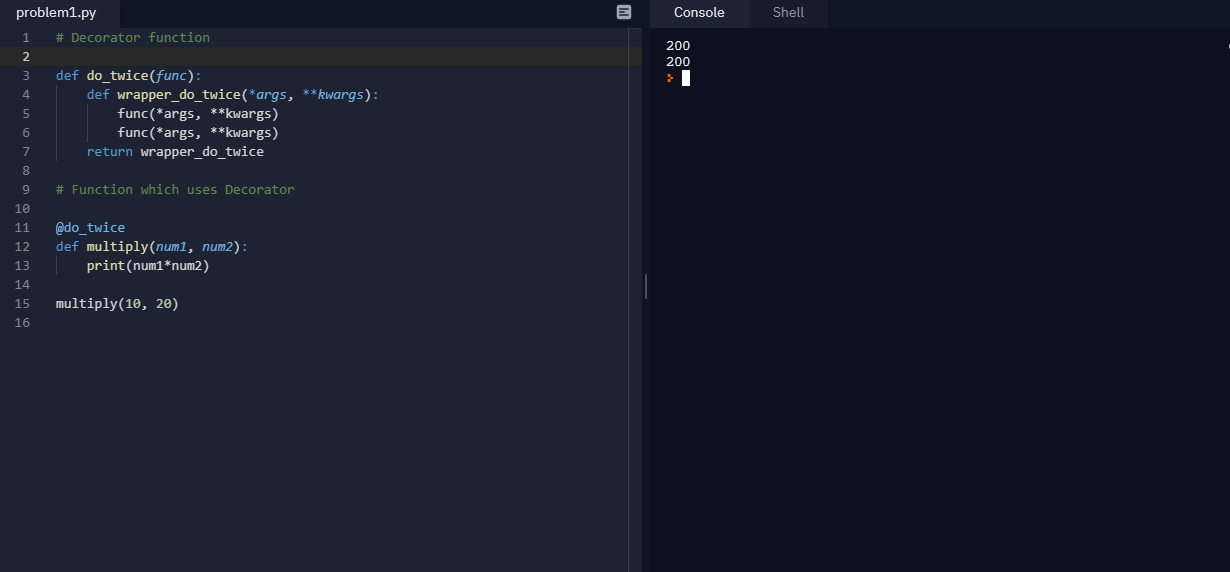 problem1.py
1 # Decorator function
2
3 def do_twice(func):
4     def wrapper_do_twice(*args, **kwargs):
5         func(*args, **kwargs)
6         func(*args, **kwargs)
7     return wrapper_do_twice
8
9 # Function which uses Decorator
10
11 @do_twice
12 def multiply(num1, num2):
13     print(num1*num2)
14
15 multiply(10, 20)
16
Console Shell
200
200